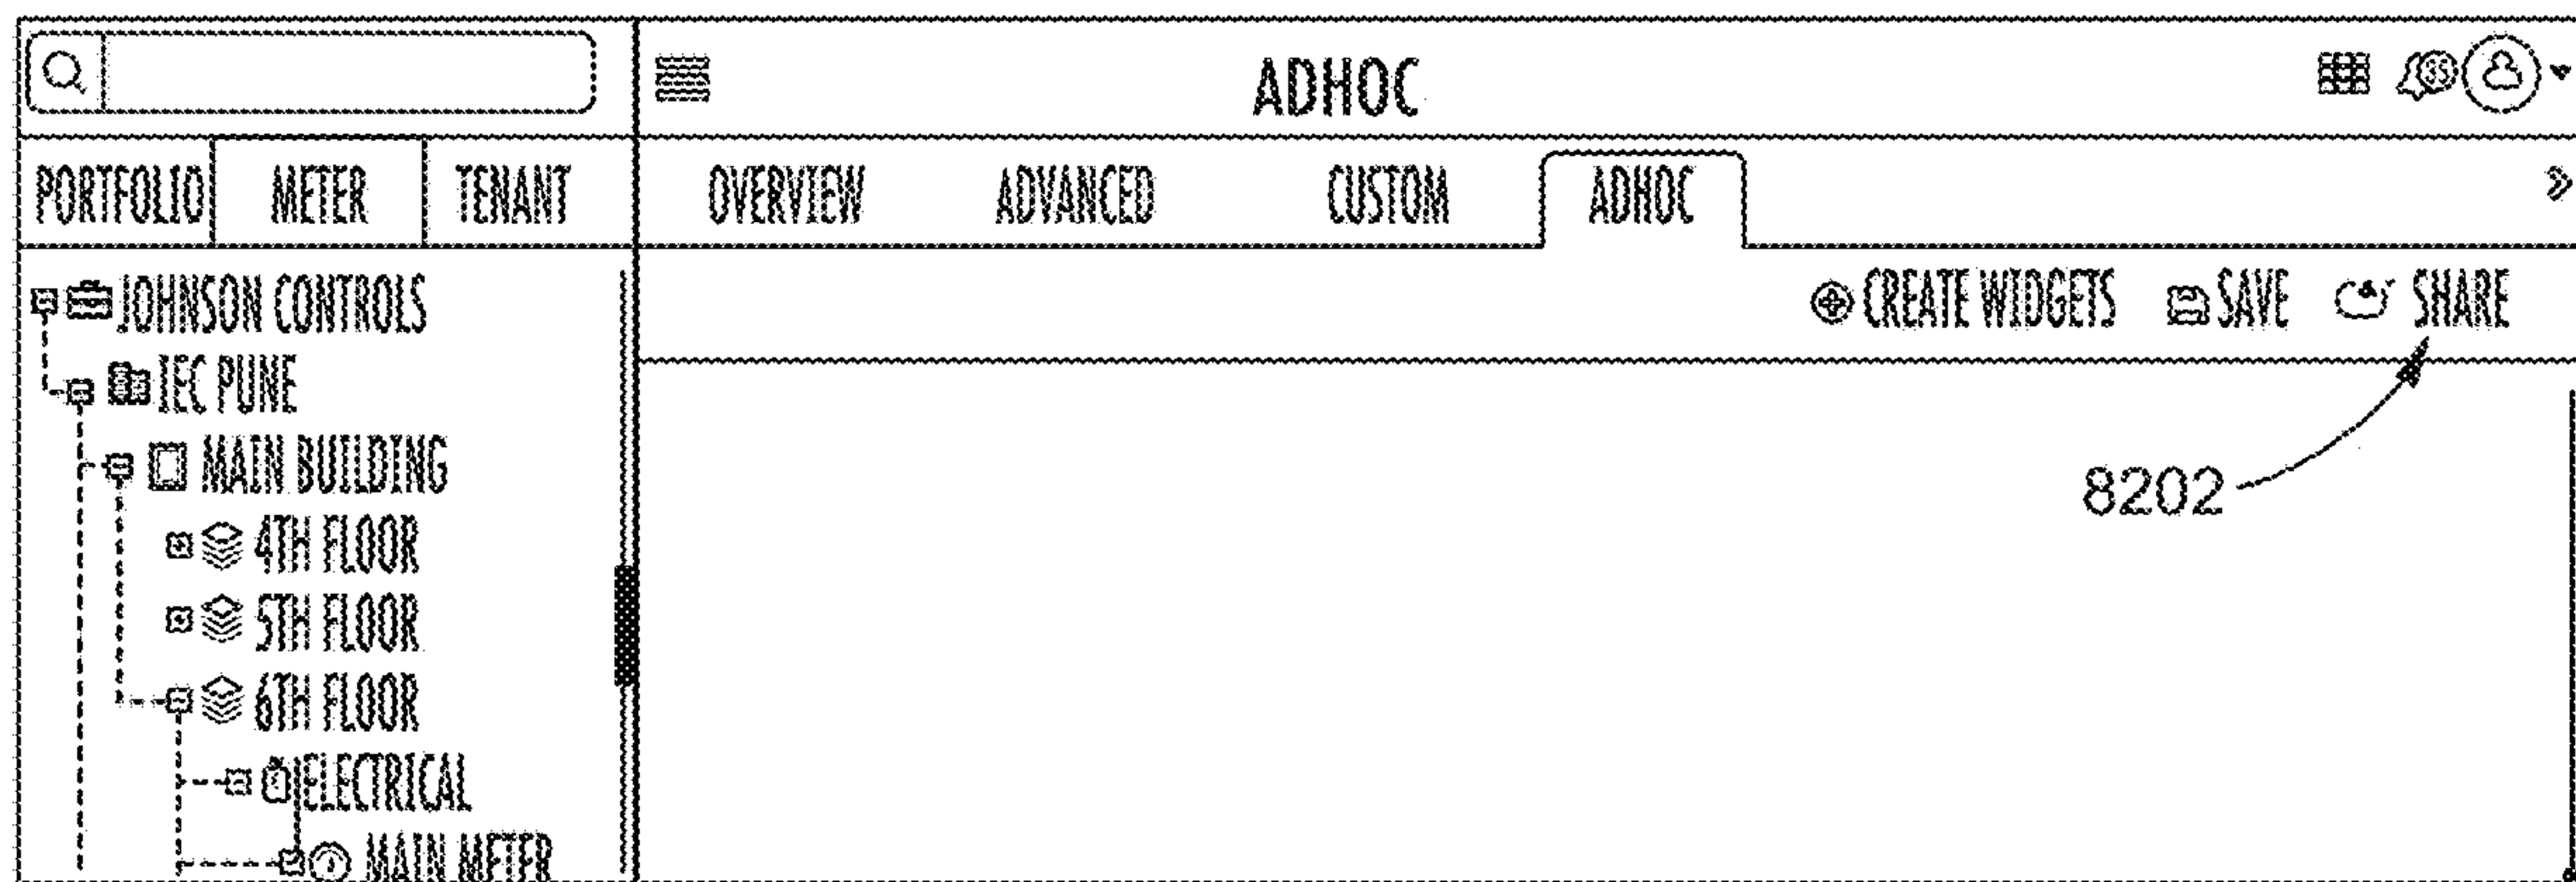 ADHOC 35
PORTFOLIO METER TENANT OVERVIEW ADVANCED CUSTOM ADHOC »
JOHNSON CONTROLS CREATE WIDGETS SAVE SHARE
IEC PUNE
MAIN BUILDING
8202
4TH FLOOR
5TH FLOOR
6TH FLOOR
ELECTRICAL
MAIN METER